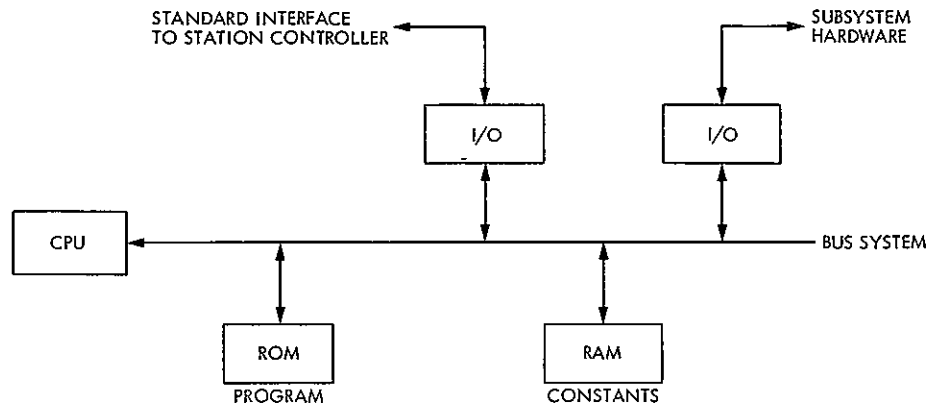 STANDARD INTERFACE
TO STATION CONTROLLER
SUBSYSTEM
HARDWARE
I/O
I/O
CPU
BUS SYSTEM
ROM
RAM
PROGRAM
CONSTANTS